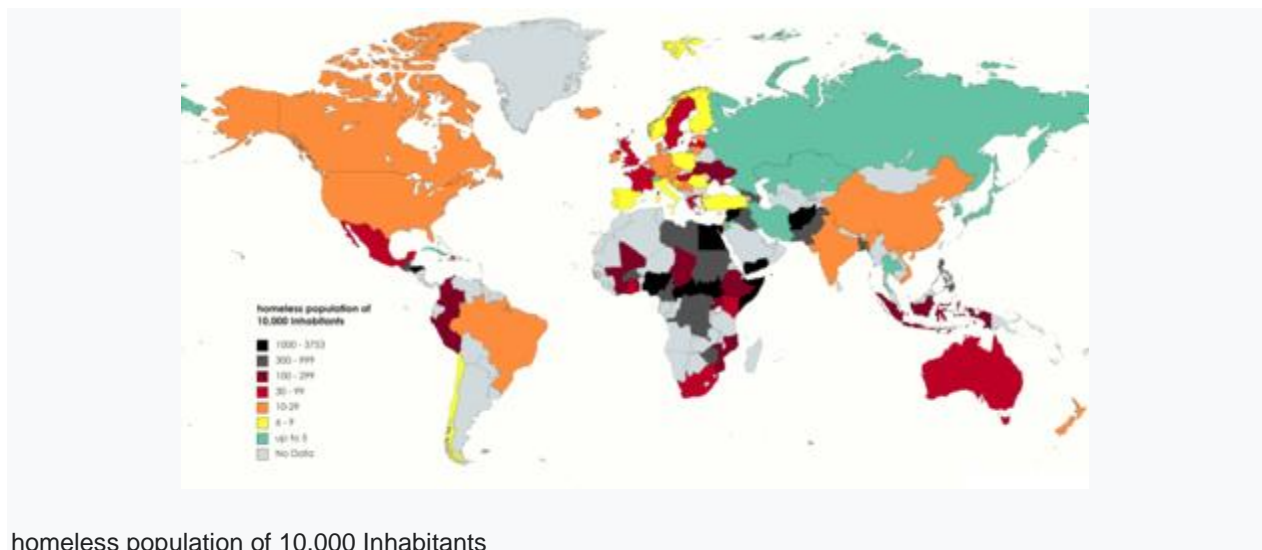 homeless population of
10,000 Inhabitants
1000 - 3753
300 - 999
100 - 299
30 - 99
10-29
6 - 9
up to 5
No Data
homeless population of 10,000 Inhabitants